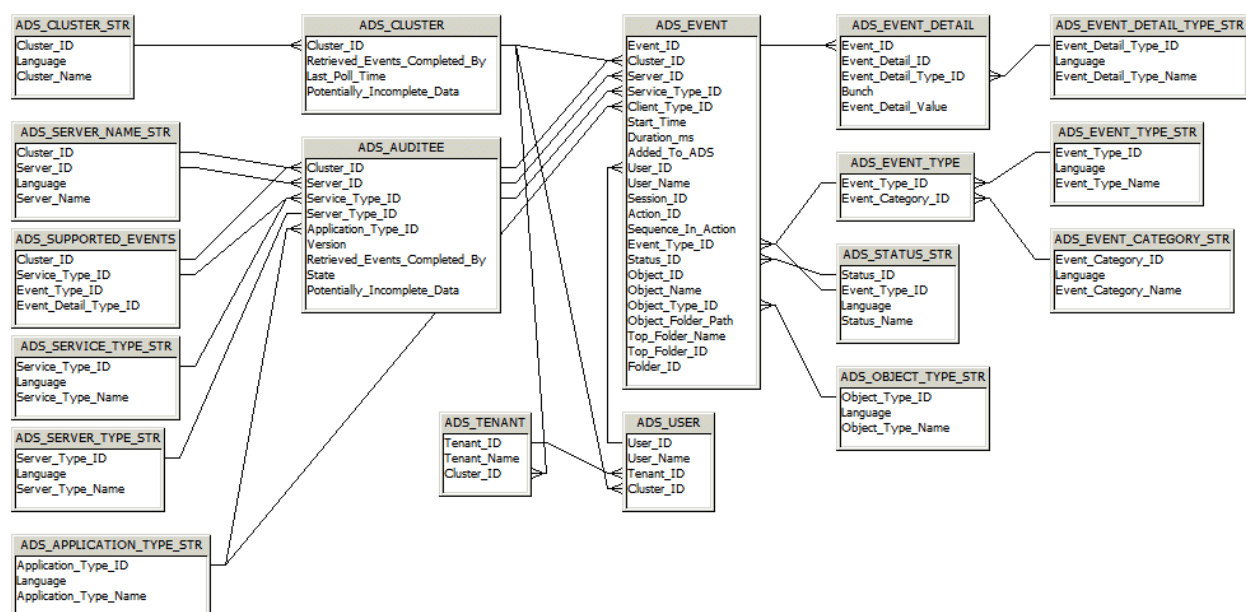 ADS_CLUSTER_STR
Cluster_ID
Language
Cluster_Name
ADS_CLUSTER
Cluster_ID
Retrieved_Events_Completed_By
Last_Poll_Time
Potentially_Incomplete_Data
ADS_EVENT
Event_ID
Cluster_ID
Server_ID
Service_Type_ID
Client_Type_ID
Start_Time
Duration_ms
Added_To_ADS
User_ID
User_Name
Session_ID
Action_ID
Sequence_In_Action
Event_Type_ID
Status_ID
Object_ID
Object_Name
Object_Type_ID
Object_Folder_Path
Top_Folder_Name
Top_Folder_ID
Folder_ID
ADS_EVENT_DETAIL
Event_ID
Event_Detail_ID
Event_Detail_Type_ID
Bunch
Event_Detail_Value
ADS_EVENT_DETAIL_TYPE_STR
Event_Detail_Type_ID
Language
Event_Detail_Type_Name
ADS_SERVER_NAME_STR
Cluster_ID
Server_ID
Language
Server_Name
ADS_AUDITEE
Cluster_ID
Server_ID
Service_Type_ID
Server_Type_ID
Application_Type_ID
Version
Retrieved_Events_Completed_By
State
Potentially_Incomplete_Data
ADS_EVENT_TYPE
Event_Type_ID
Event_Category_ID
ADS_EVENT_TYPE_STR
Event_Type_ID
Language
Event_Type_Name
ADS_SUPPORTED_EVENTS
Cluster_ID
Service_Type_ID
Event_Type_ID
Event_Detail_Type_ID
ADS_STATUS_STR
Status_ID
Event_Type_ID
Language
Status_Name
ADS_EVENT_CATEGORY_STR
Event_Category_ID
Language
Event_Category_Name
ADS_SERVICE_TYPE_STR
Service_Type_ID
Language
Service_Type_Name
ADS_OBJECT_TYPE_STR
Object_Type_ID
Language
Object_Type_Name
ADS_SERVER_TYPE_STR
Server_Type_ID
Language
Server_Type_Name
ADS_TENANT
Tenant_ID
Tenant_Name
Cluster_ID
ADS_USER
User_ID
User_Name
Tenant_ID
Cluster_ID
ADS_APPLICATION_TYPE_STR
Application_Type_ID
Language
Application_Type_Name